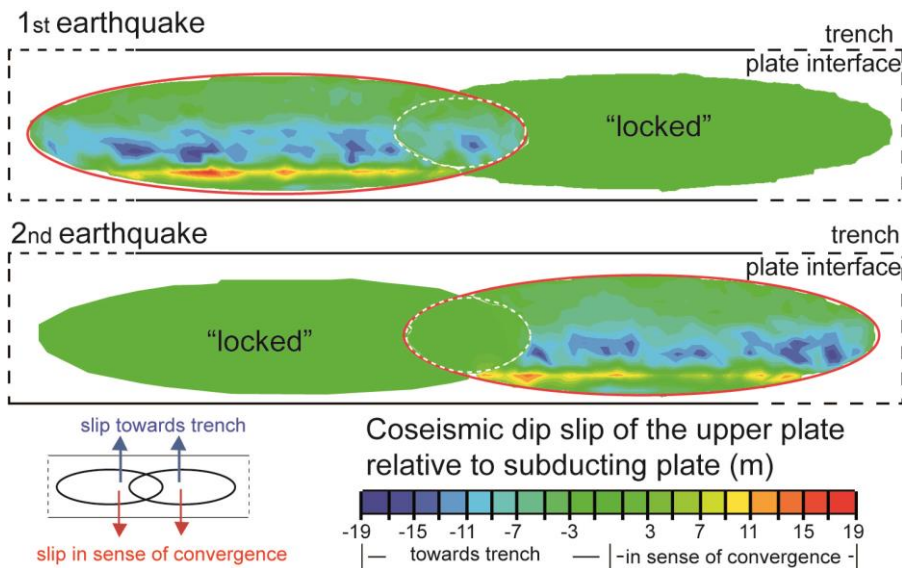 1st earthquake
trench
plate interface
"locked"
2nd earthquake
trench
plate interface
"locked"
slip towards trench
slip in sense of convergence
Coseismic dip slip of the upper plate
relative to subducting plate (m)
-19 -15 -11 -7 -3 3 7 11 15 19
towards trench
in sense of convergence